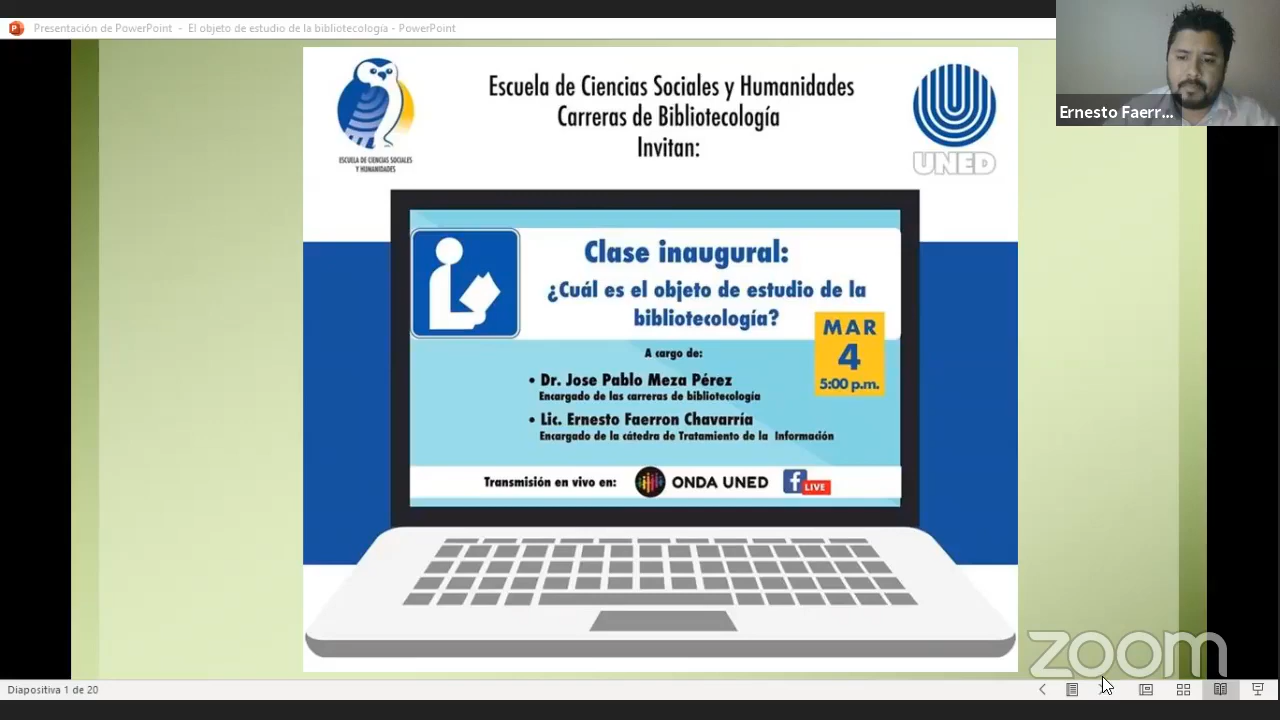 Presentación de PowerPoint - El objeto de estudio de la bibliotecología - PowerPoint
Ernesto Faerr...
Escuela de Ciencias Sociales y Humanidades
Carreras de Bibliotecología
Invitan:
ESCUELA DE CIENCIAS SOCIALES
Y HUMANIDADES
UNED
Clase inaugural:
¿Cuál es el objeto de estudio de la
bibliotecología?
MAR
4
5:00 p.m.
A cargo de:
• Dr. Jose Pablo Meza Pérez
Encargado de las carreras de bibliotecología
• Lic. Ernesto Faerron Chavarría
Encargado de la cátedra de Tratamiento de la Información
Transmisión en vivo en: ONDA UNED f LIVE
zoom
Diapositiva 1 de 20